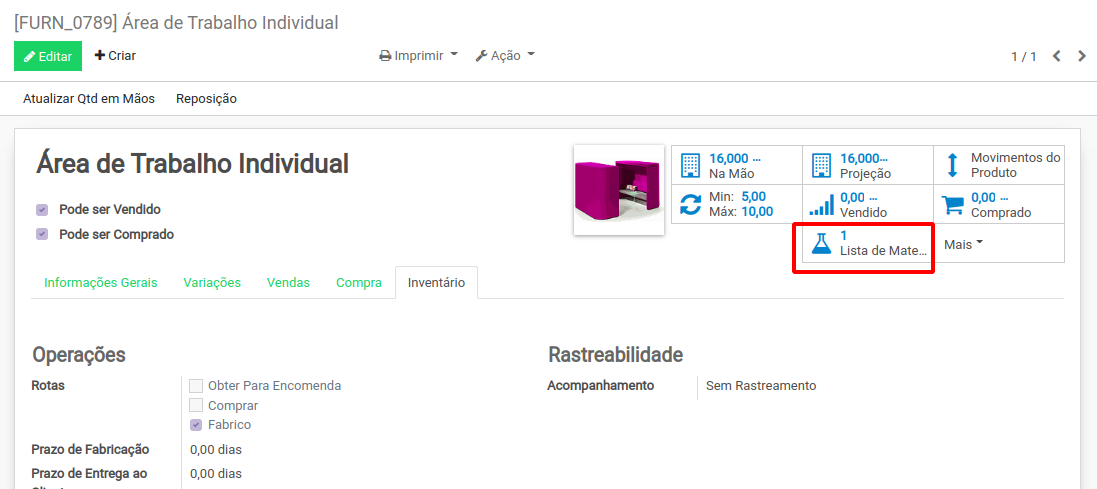 [FURN_0789] Área de Trabalho Individual
Editar
Criar
Imprimir
Ação
1 / 1
Atualizar Qtd em Mãos
Reposição
Área de Trabalho Individual
Pode ser Vendido
Pode ser Comprado
16,000 ...
Na Mão
16,000...
Projeção
Movimentos do
Produto
Min: 5,00
Máx: 10,00
0,00 ...
Vendido
0,00 ...
Comprado
1
Lista de Mate...
Mais
Informações Gerais
Variações
Vendas
Compra
Inventário
Operações
Rastreabilidade
Rotas
Obter Para Encomenda
Comprar
Fabrico
Acompanhamento
Sem Rastreamento
Prazo de Fabricação
0,00 dias
Prazo de Entrega ao
0,00 dias